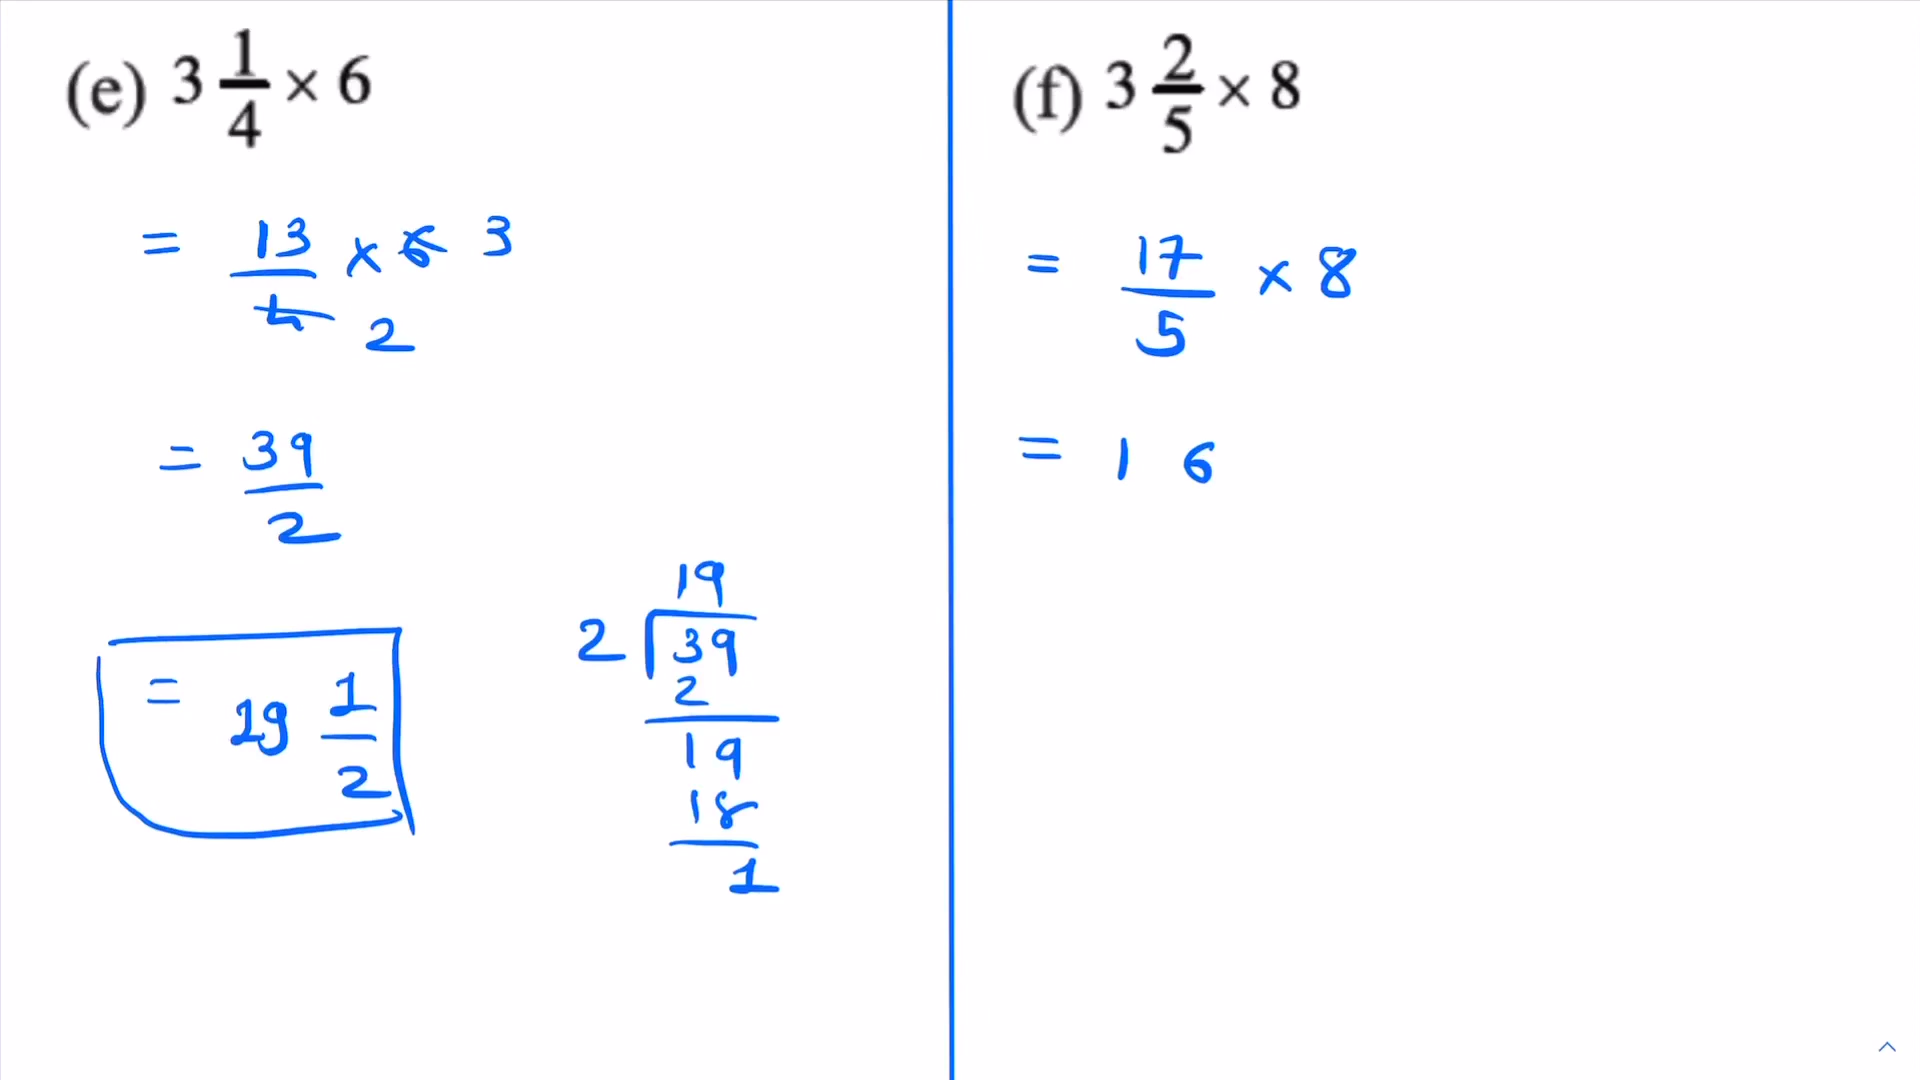 (e) 3 1/4 × 6
= 13/4 × 6 3
2
= 39/2
= 19 1/2
19
2 39
2
19
18
1
(f) 3 2/5 × 8
= 17/5 × 8
= 1 6